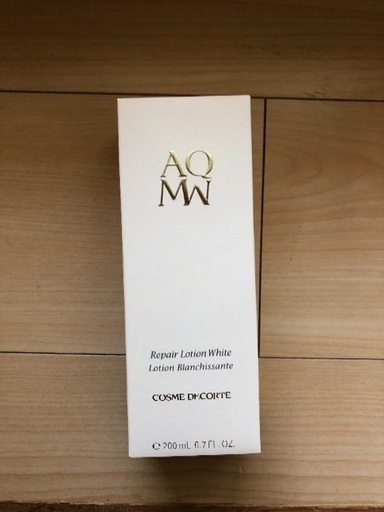 AQ
MW
Repair Lotion White
Lotion Blanchissante
COSME DECORTE
℮ 200 mL 6.7 FL. OZ.